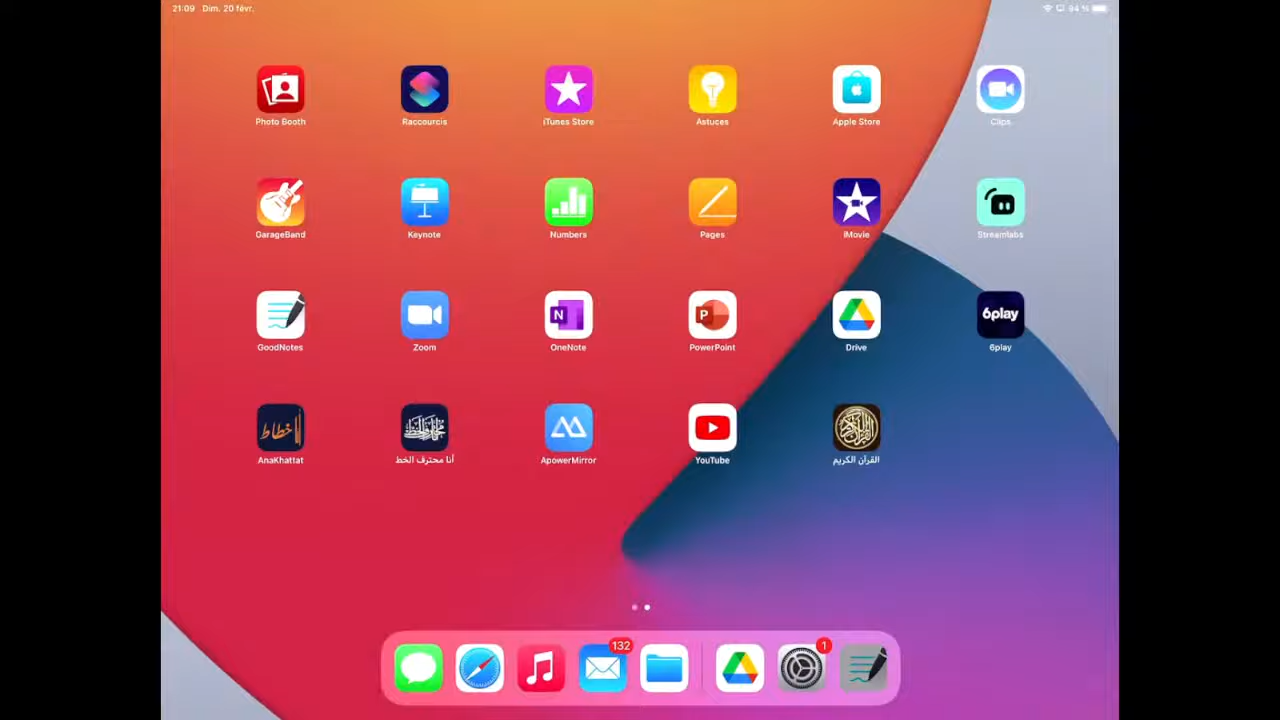 21:09 Dim. 20 févr. 94 %
Photo Booth Raccourcis iTunes Store Astuces Apple Store Clips
GarageBand Keynote Numbers Pages iMovie Streamlabs
N P 6play
GoodNotes Zoom OneNote PowerPoint Drive 6play
أنا خطاط
AnaKhattat أنا محترف الخط ApowerMirror YouTube القرآن الكريم
132 1